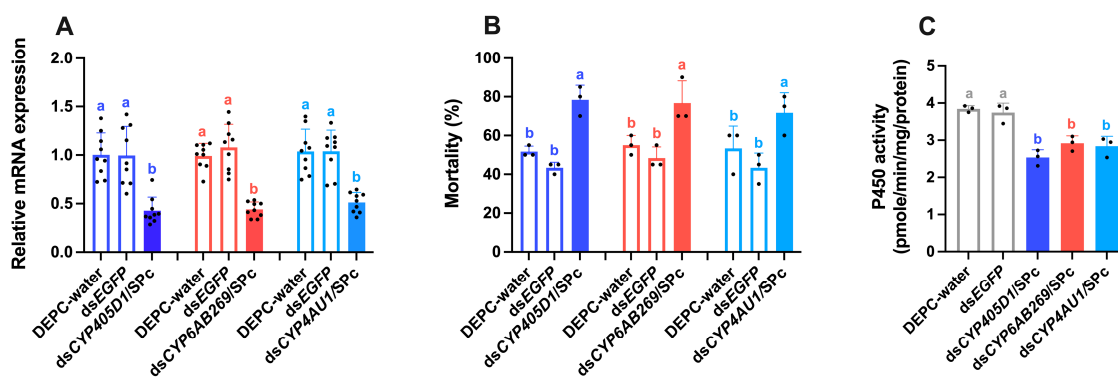 A
Relative mRNA expression
2.0
1.5
1.0
0.5
0.0
a
a
b
a
a
b
a
a
b
DEPC-water
dsEGFP
dsCYP405D1/SPc
DEPC-water
dsEGFP
dsCYP6AB269/SPc
DEPC-water
dsEGFP
dsCYP4AU1/SPc
B
Mortality (%)
100
80
60
40
20
0
b
b
a
b
b
a
b
b
a
DEPC-water
dsEGFP
dsCYP405D1/SPc
DEPC-water
dsEGFP
dsCYP6AB269/SPc
DEPC-water
dsEGFP
dsCYP4AU1/SPc
C
P450 activity
(pmole/min/mg/protein)
5
4
3
2
1
0
a
a
b
b
b
DEPC-water
dsEGFP
dsCYP405D1/SPc
dsCYP6AB269/SPc
dsCYP4AU1/SPc